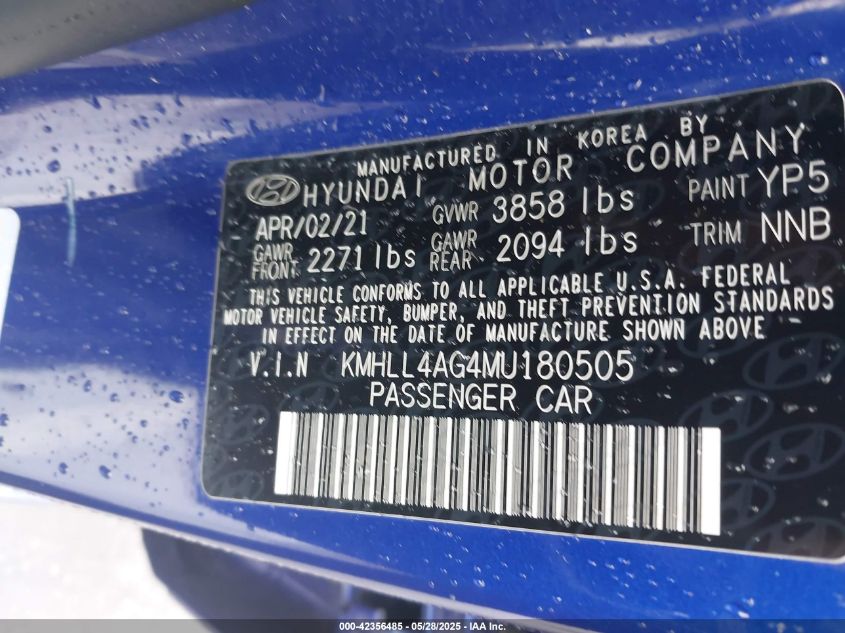 MANUFACTURED IN KOREA BY
HYUNDAI MOTOR COMPANY
APR/02/21 GVWR 3858 lbs PAINT YP5
GAWR FRONT 2271 lbs GAWR REAR 2094 lbs TRIM NNB
THIS VEHICLE CONFORMS TO ALL APPLICABLE U.S.A. FEDERAL
MOTOR VEHICLE SAFETY, BUMPER, AND THEFT PREVENTION STANDARDS
IN EFFECT ON THE DATE OF MANUFACTURE SHOWN ABOVE
V.I.N KMHLL4AG4MU180505
PASSENGER CAR
000-42356485 - 05/28/2025 - IAA Inc.